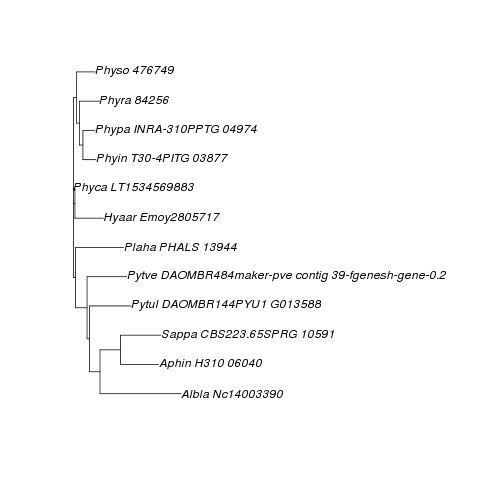 Physo 476749
Phyra 84256
Phypa INRA-310PPTG 04974
Phyin T30-4PITG 03877
Phyca LT1534569883
Hyaar Emoy2805717
Plaha PHALS 13944
Pytve DAOMBR484maker-pve contig 39-fgenesh-gene-0.2
Pytul DAOMBR144PYU1 G013588
Sappa CBS223.65SPRG 10591
Aphin H310 06040
Albla Nc14003390